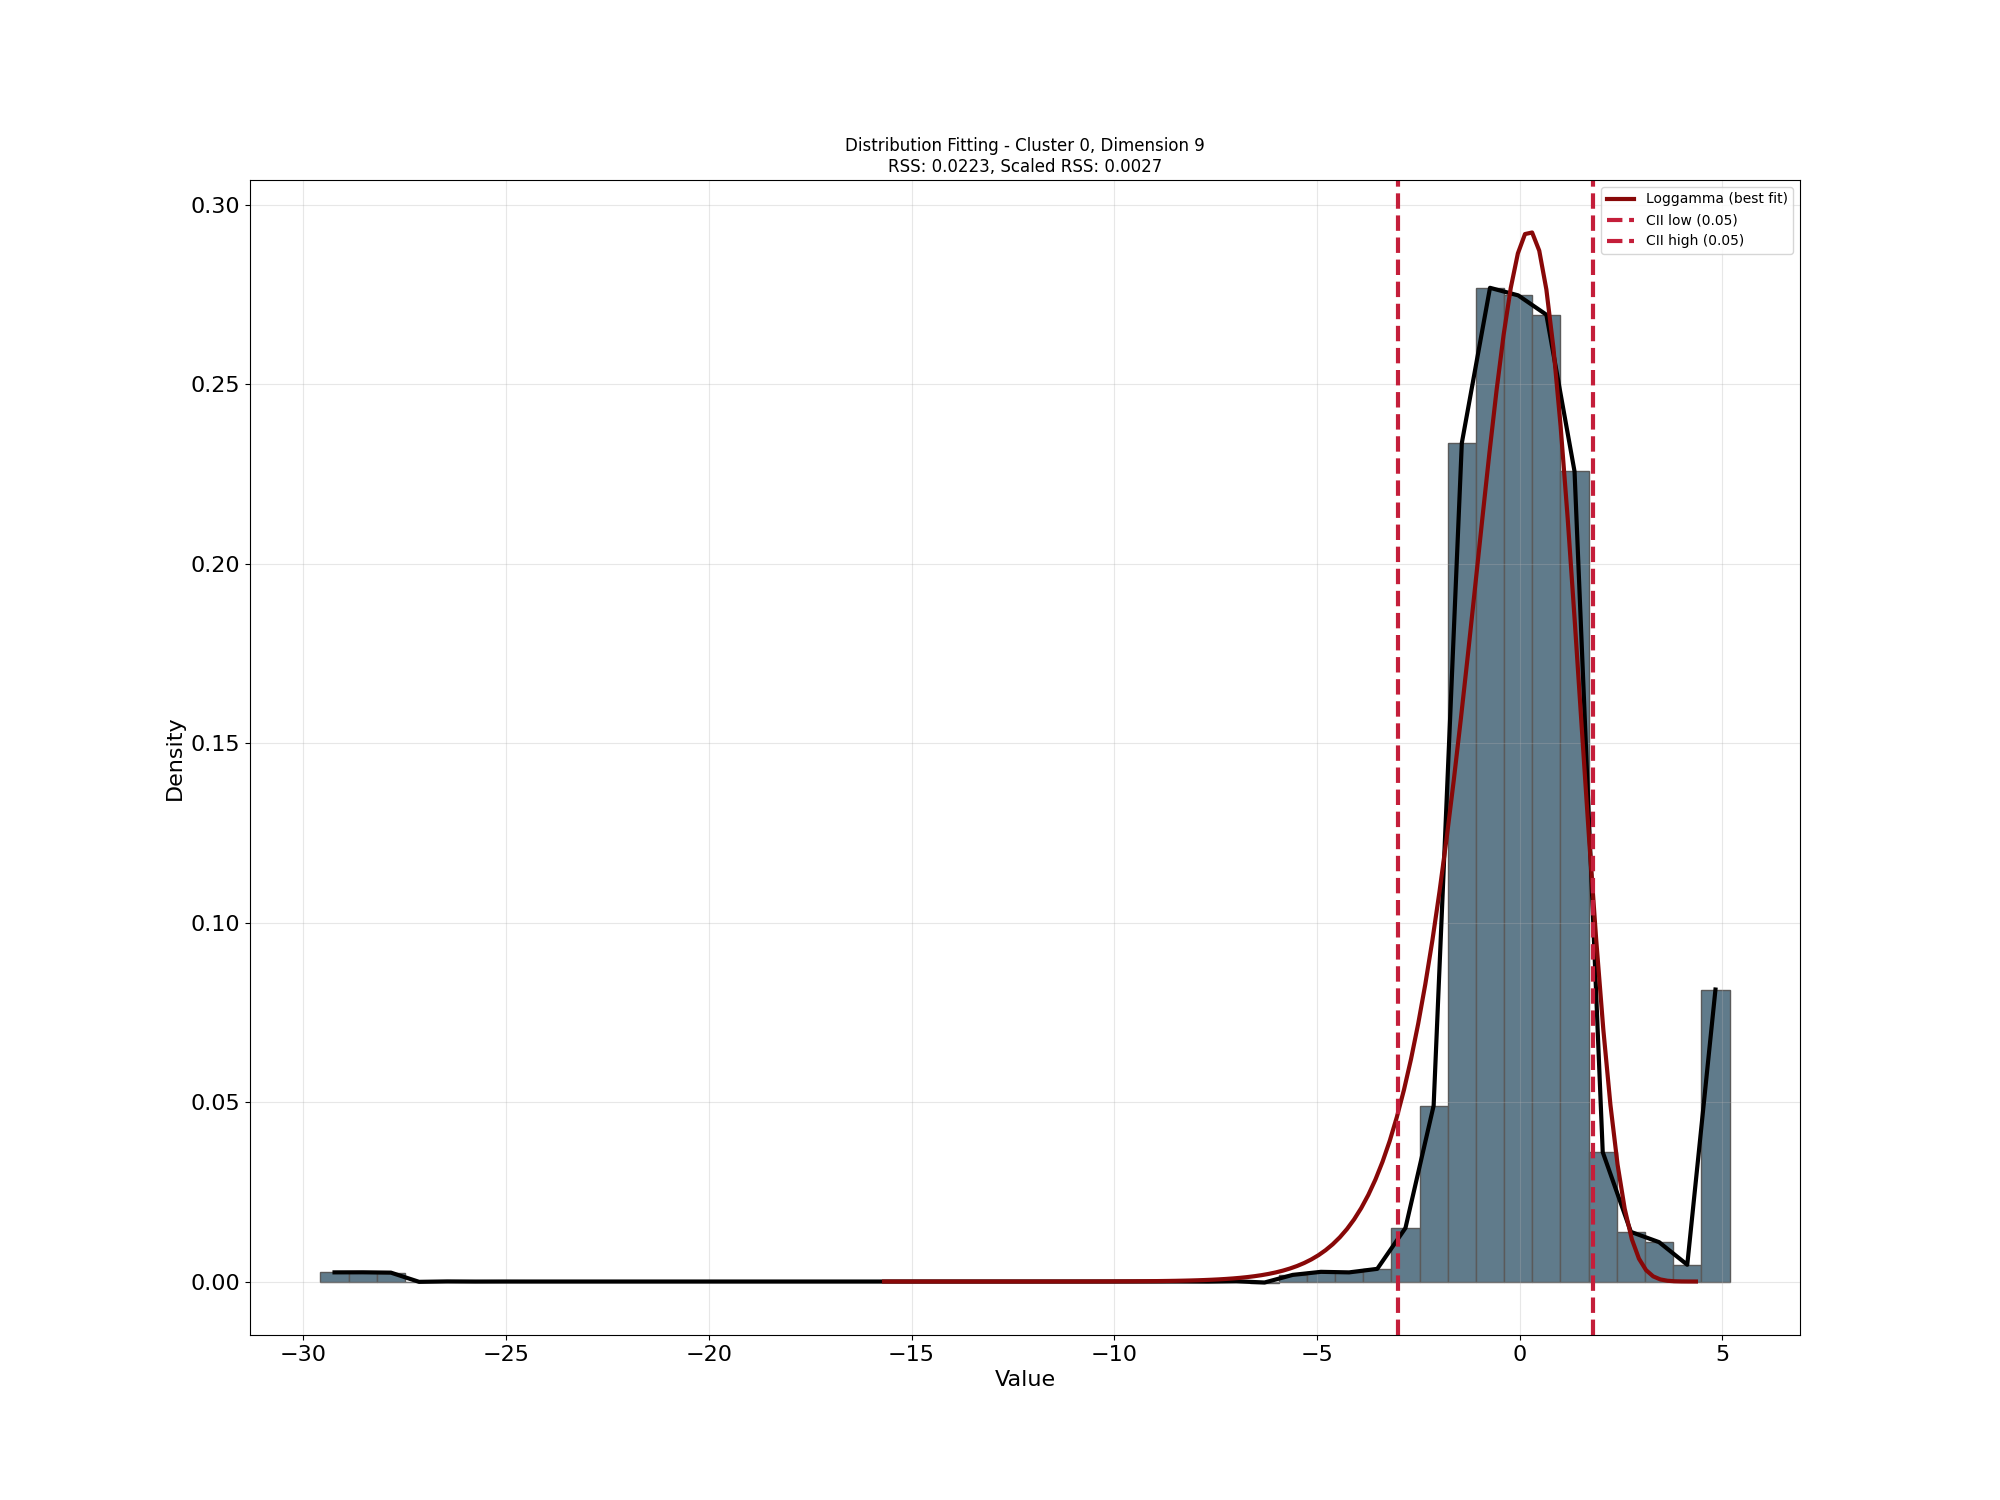 Distribution Fitting - Cluster 0, Dimension 9
RSS: 0.0223, Scaled RSS: 0.0027
Loggamma (best fit)
CII low (0.05)
CII high (0.05)
0.30
0.25
0.20
0.15
0.10
0.05
0.00
Density
−30 −25 −20 −15 −10 −5 0 5
Value